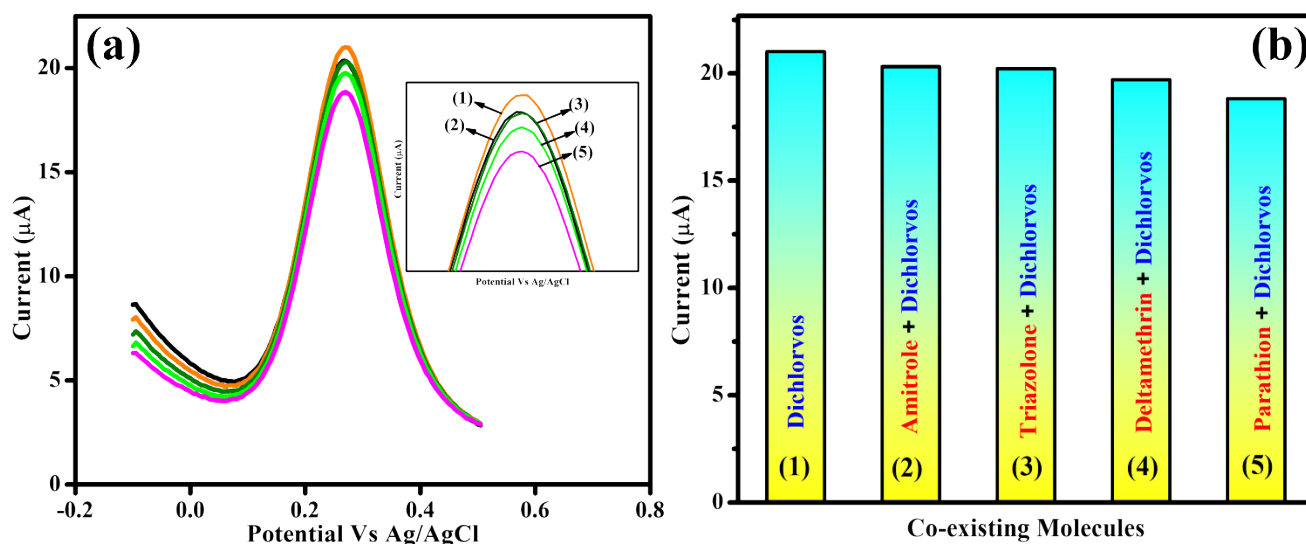 (a)
Current (μA)
20
15
10
5
0
-0.2
0.0
0.2
0.4
0.6
0.8
Potential Vs Ag/AgCl
Current (μA)
(1)
(2)
(3)
(4)
(5)
Potential Vs Ag/AgCl
(b)
Current (μA)
20
15
10
5
0
Dichlorvos
(1)
Amitrole + Dichlorvos
(2)
Triazolone + Dichlorvos
(3)
Deltamethrin + Dichlorvos
(4)
Parathion + Dichlorvos
(5)
Co-existing Molecules